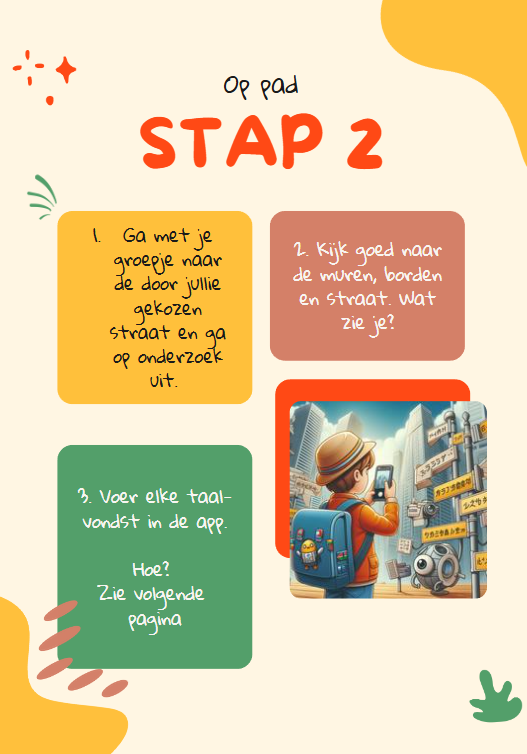 Op pad
STAP 2
1. Ga met je
groepje naar
de door jullie
gekozen
straat en ga
op onderzoek
uit.
2. Kijk goed naar
de muren, borden
en straat. Wat
zie je?
3. Voer elke taal-
vondst in de app.
Hoe?
Zie volgende
pagina